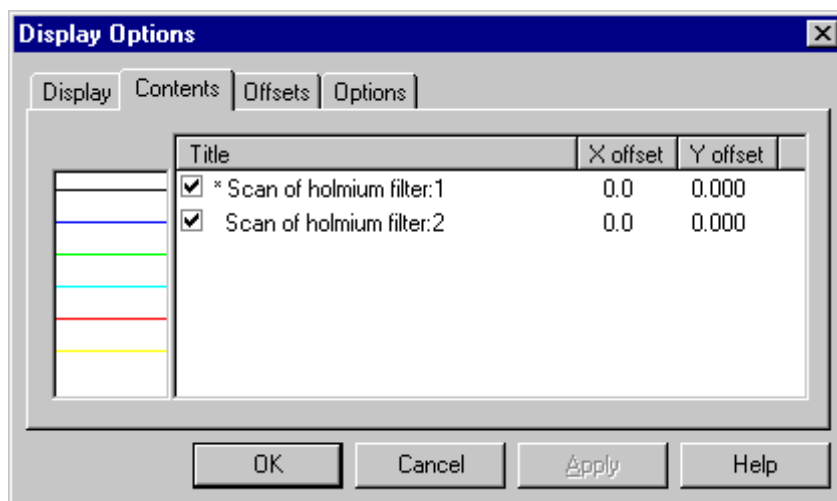 Display Options
Display Contents Offsets Options
Title X offset Y offset
* Scan of holmium filter:1 0.0 0.000
Scan of holmium filter:2 0.0 0.000
OK Cancel Apply Help